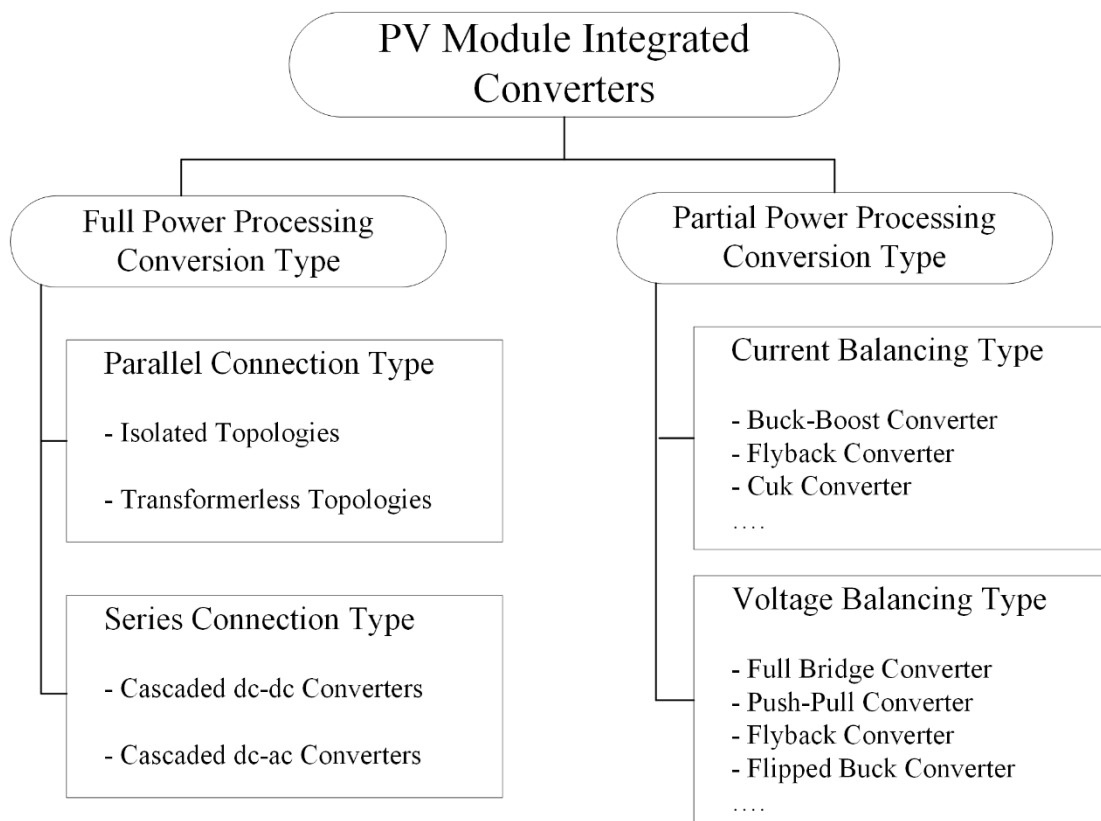 PV Module Integrated
Converters
Full Power Processing
Conversion Type
Parallel Connection Type
- Isolated Topologies
- Transformerless Topologies
Series Connection Type
- Cascaded dc-dc Converters
- Cascaded dc-ac Converters
Partial Power Processing
Conversion Type
Current Balancing Type
- Buck-Boost Converter
- Flyback Converter
- Cuk Converter
....
Voltage Balancing Type
- Full Bridge Converter
- Push-Pull Converter
- Flyback Converter
- Flipped Buck Converter
....